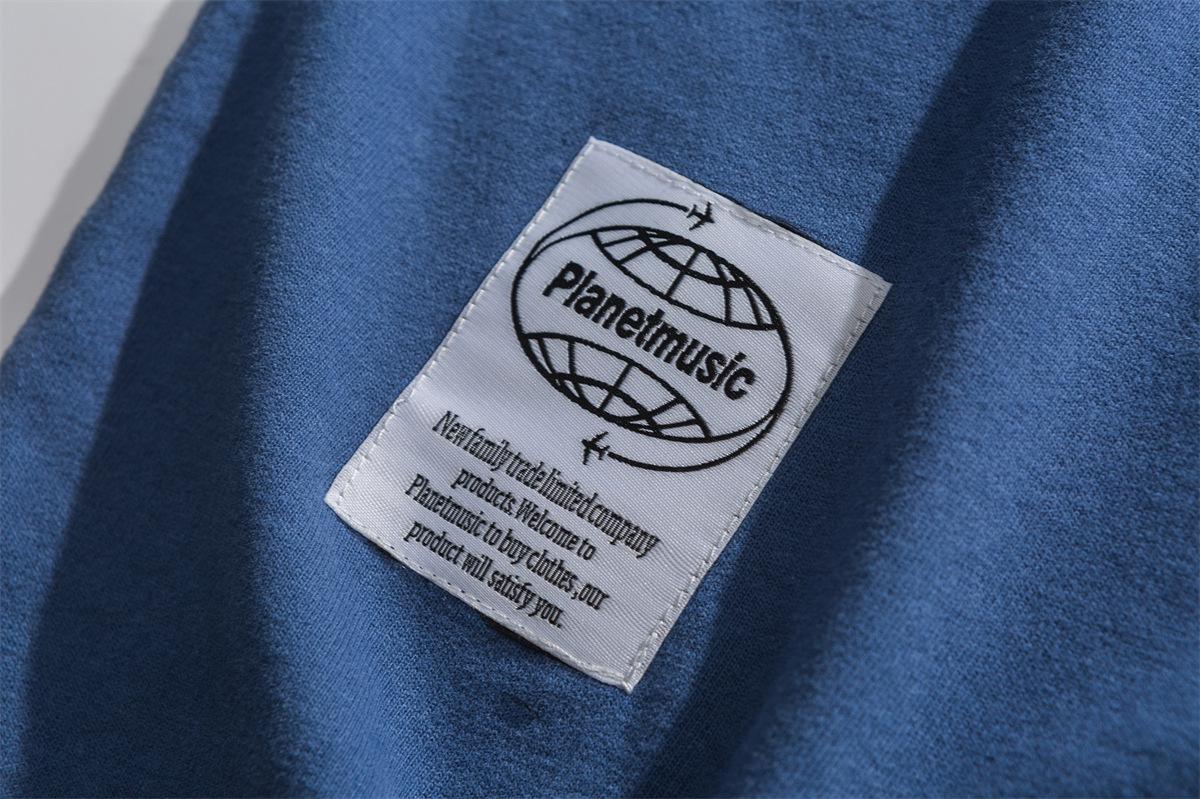 Planetmusic
New family trade limited company
products. Welcome to
Planetmusic to buy clothes, our
product will satisfy you.